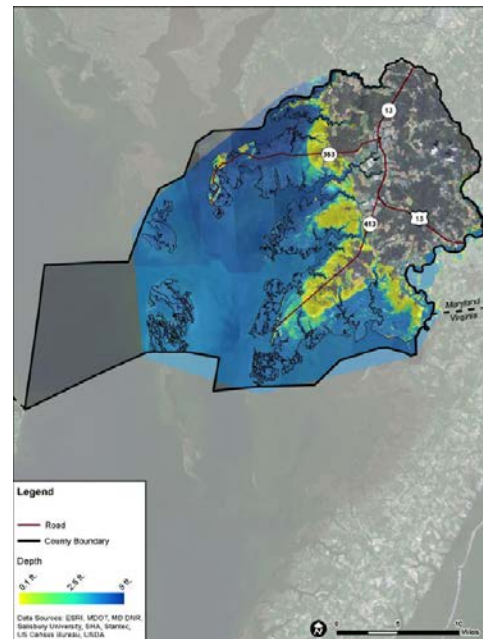 13
363
413
13
Maryland
Virginia
Legend
Road
County Boundary
Depth
0.1 ft.
2.5 ft.
5 ft.
Data Sources: ESRI, MDOT, MD DNR,
Salisbury University, SHA, Stantec,
US Census Bureau, USDA
N
0 5 10
Miles